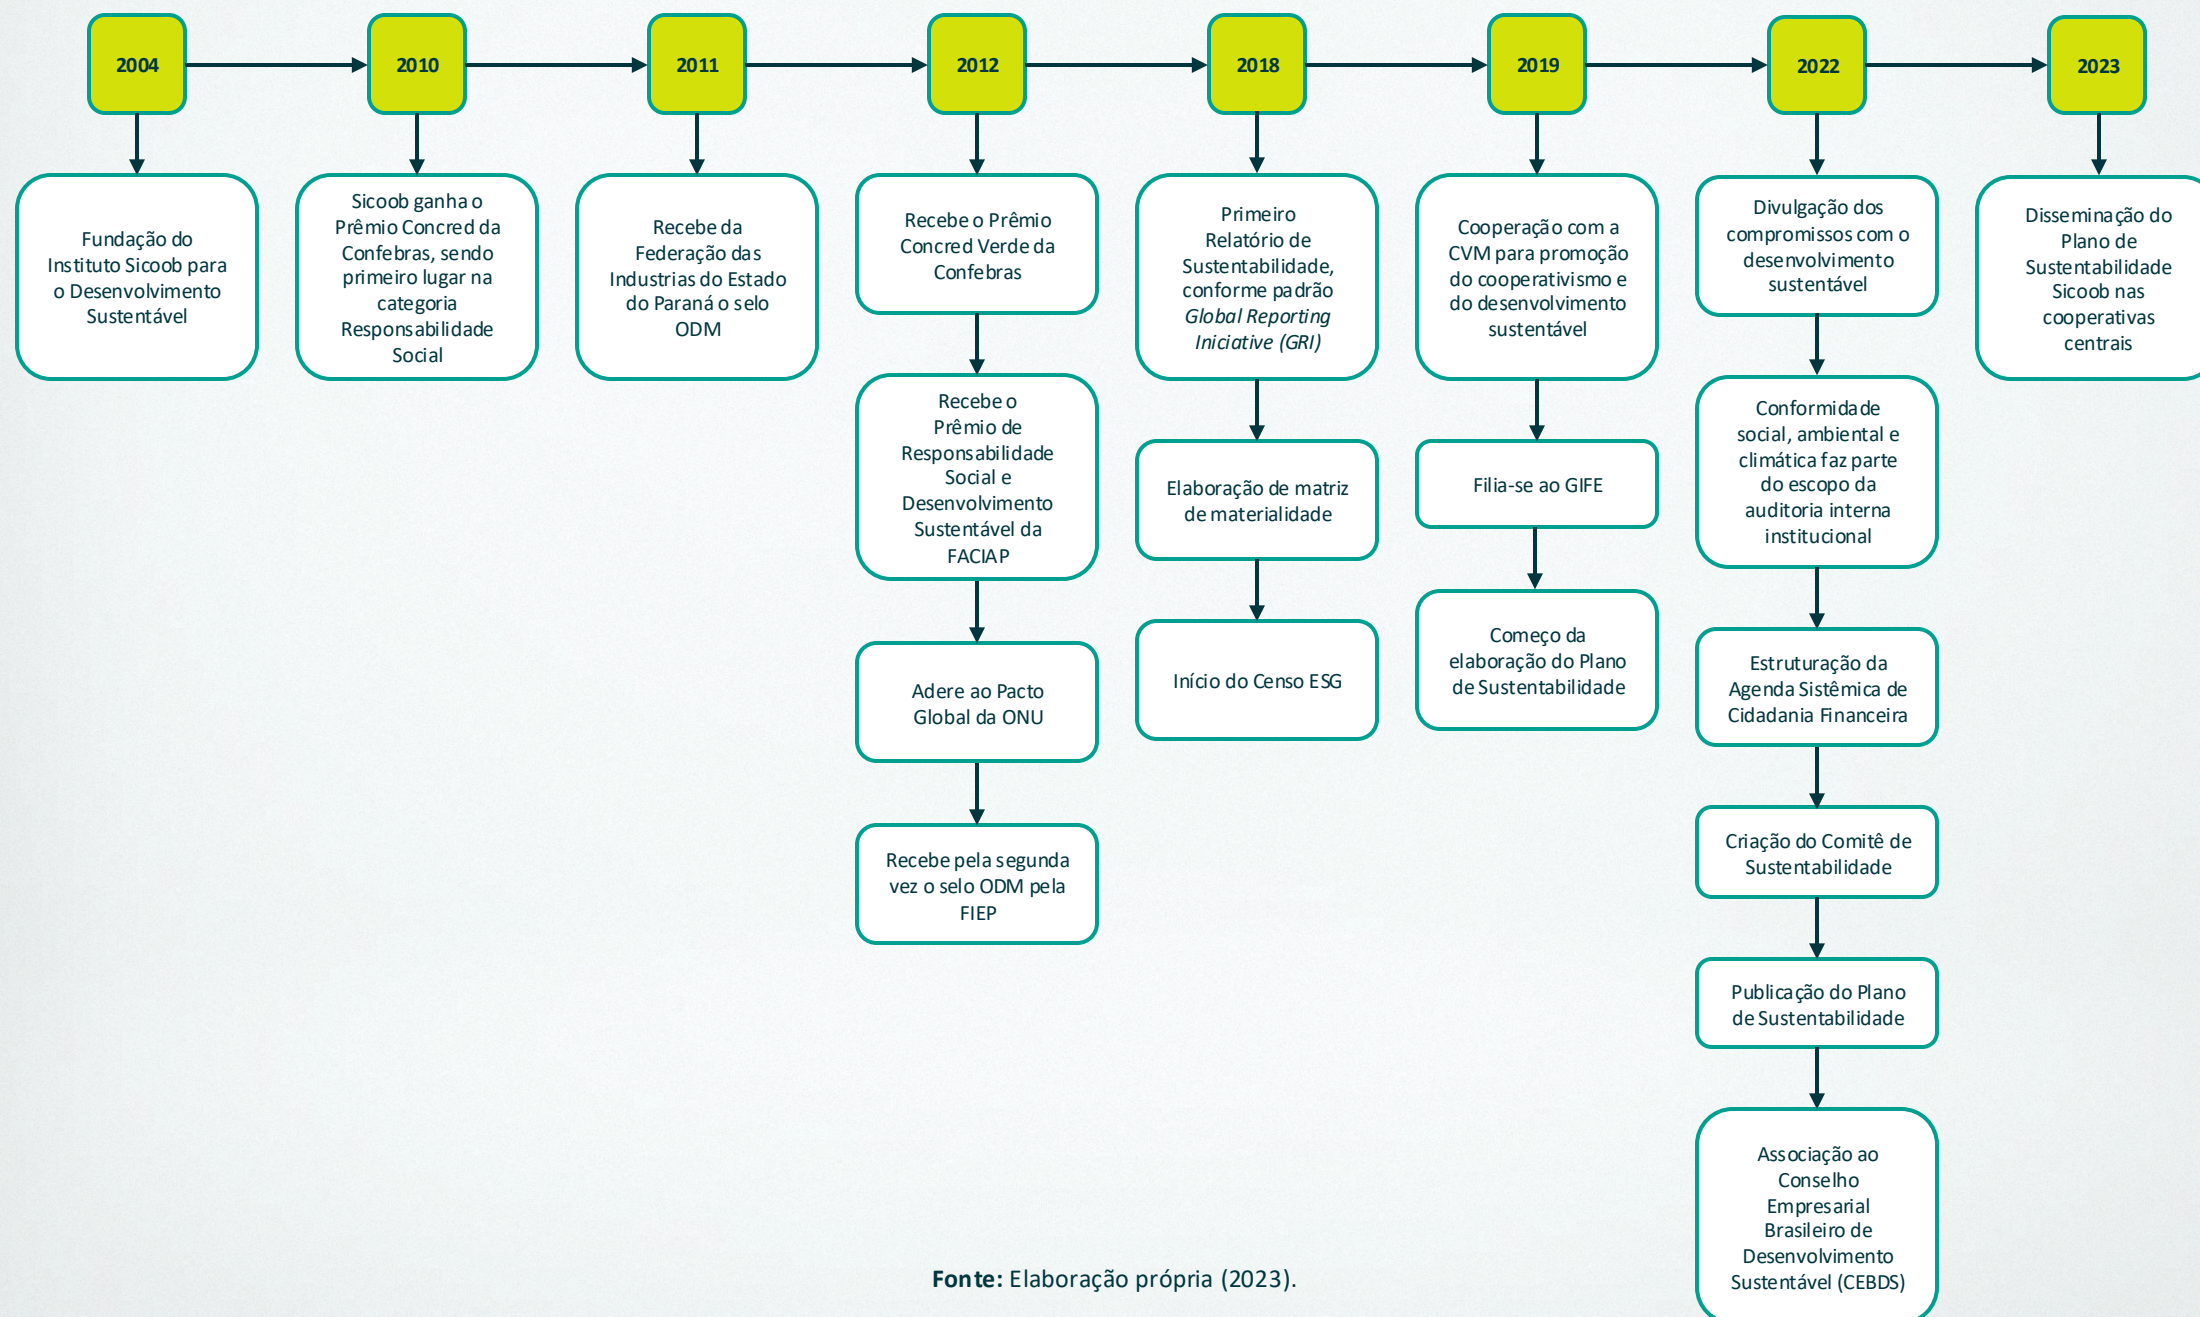 2004
2010
2011
2012
2018
2019
2022
2023
Fundação do
Instituto Sicoob para
o Desenvolvimento
Sustentável
Sicoob ganha o
Prêmio Concred da
Confebras, sendo
primeiro lugar na
categoria
Responsabilidade
Social
Recebe da
Federação das
Industrias do Estado
do Paraná o selo
ODM
Recebe o Prêmio
Concred Verde da
Confebras
Recebe o
Prêmio de
Responsabilidade
Social e
Desenvolvimento
Sustentável da
FACIAP
Adere ao Pacto
Global da ONU
Recebe pela segunda
vez o selo ODM pela
FIEP
Primeiro
Relatório de
Sustentabilidade,
conforme padrão
Global Reporting
Iniciative (GRI)
Elaboração de matriz
de materialidade
Início do Censo ESG
Cooperação com a
CVM para promoção
do cooperativismo e
do desenvolvimento
sustentável
Filia-se ao GIFE
Começo da
elaboração do Plano
de Sustentabilidade
Divulgação dos
compromissos com o
desenvolvimento
sustentável
Conformidade
social, ambiental e
climática faz parte
do escopo da
auditoria interna
institucional
Estruturação da
Agenda Sistêmica de
Cidadania Financeira
Criação do Comitê de
Sustentabilidade
Publicação do Plano
de Sustentabilidade
Associação ao
Conselho
Empresarial
Brasileiro de
Desenvolvimento
Sustentável (CEBDS)
Disseminação do
Plano de
Sustentabilidade
Sicoob nas
cooperativas
centrais
Fonte: Elaboração própria (2023).